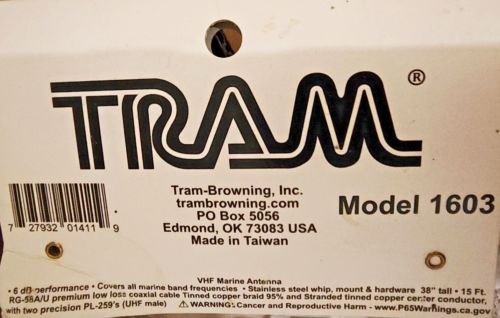 TRAM®
Tram-Browning, Inc.
trambrowning.com
PO Box 5056
Edmond, OK 73083 USA
Made in Taiwan
Model 1603
7 27932 01411 9
VHF Marine Antenna
• 6 dB performance • Covers all marine band frequencies • Stainless steel whip, mount & hardware 38" tall • 15 Ft.
RG-58A/U premium low loss coaxial cable Tinned copper braid 95% and Stranded tinned copper center conductor,
with two precision PL-259's (UHF male) ⚠WARNING: Cancer and Reproductive Harm - www.P65Warnings.ca.gov